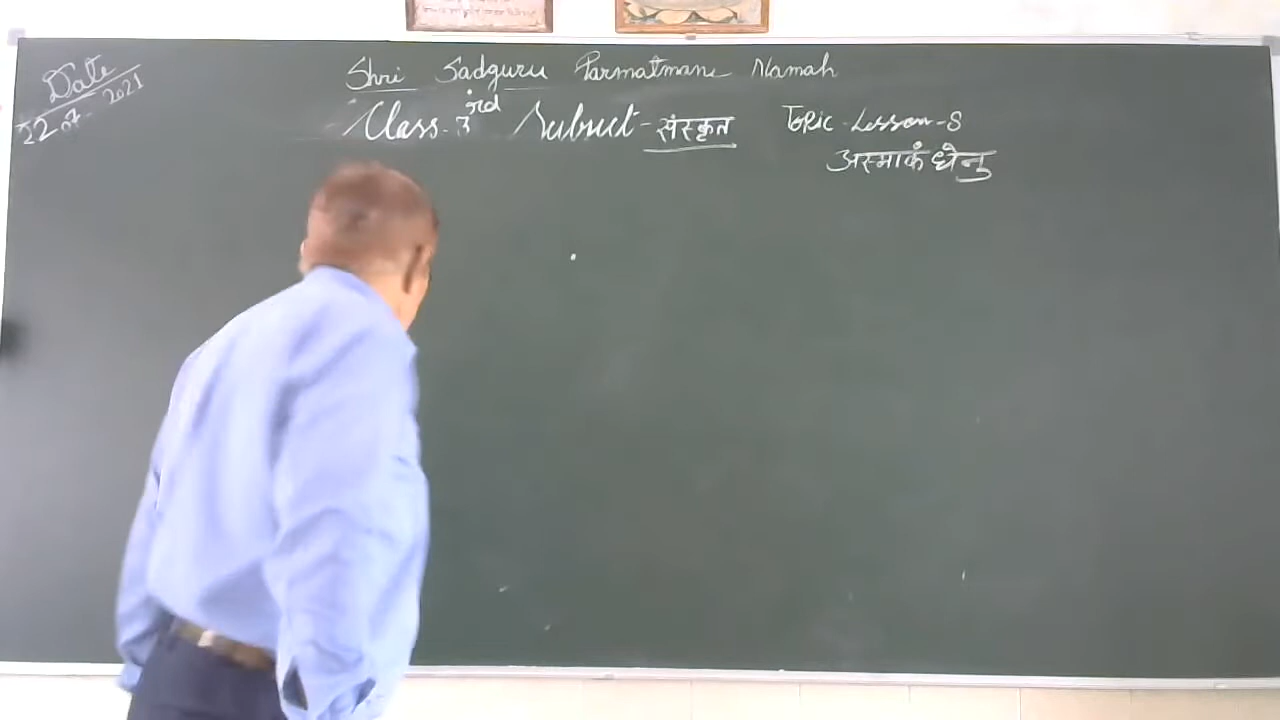 Date
22 07 2021
Shri Sadguru Parmatmane Namah
Class-3rd Subject-संस्कृत Topic-Lesson-8
अस्माकं धेनु